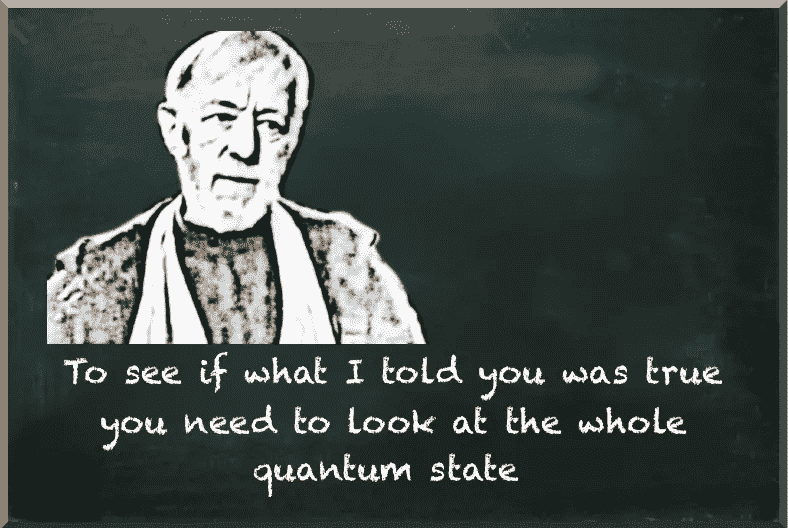 To see if what I told you was true
you need to look at the whole
quantum state